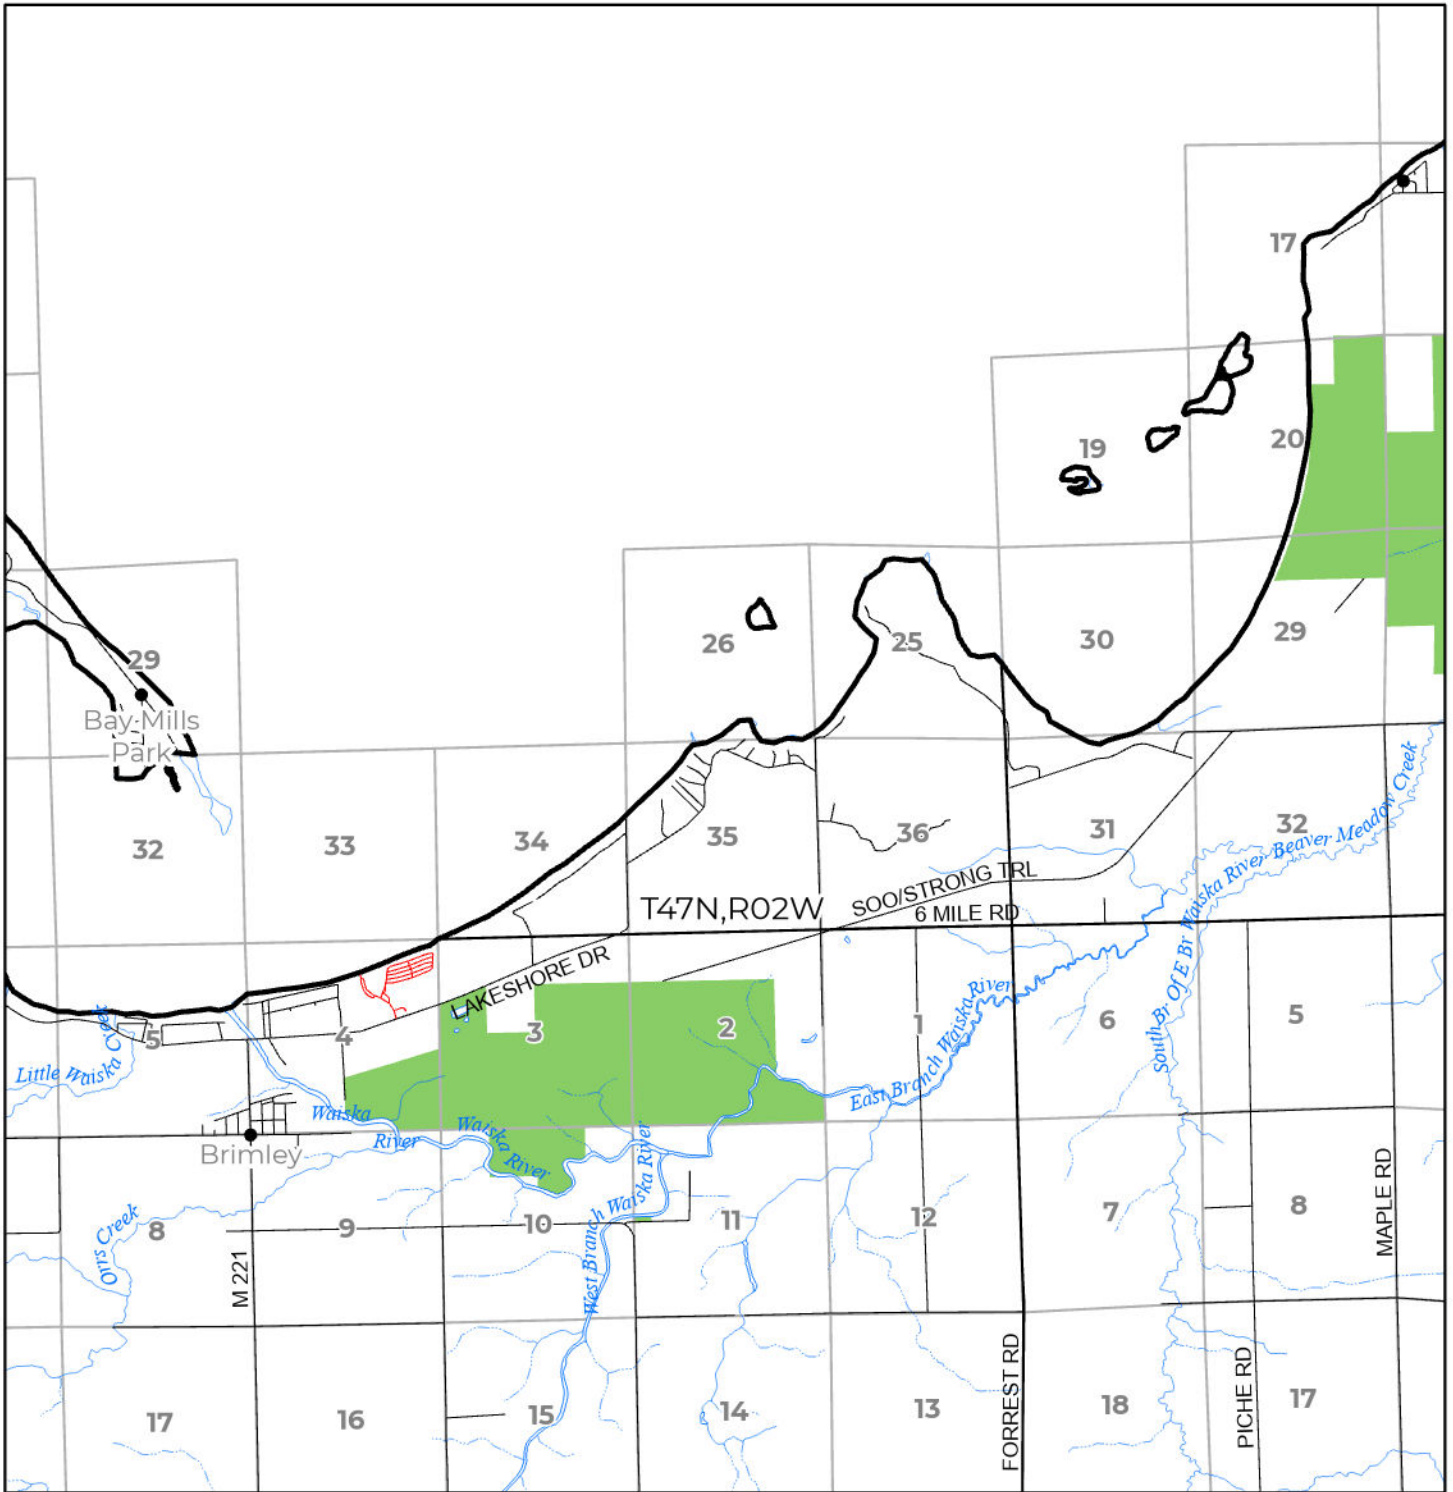 17
19
20
29
26
25
30
29
Bay Mills
Park
32
33
34
35
36
31
32
Beaver Meadow Creek
South Br Of E Br Waiska River
T47N,R02W
SOO/STRONG TRL
6 MILE RD
LAKESHORE DR
5
4
3
2
1
6
5
Little Waiska Creek
East Branch Waiska River
Waiska
River
Waiska
River
Brimley
West Branch Waiska River
Orrs Creek
8
9
10
11
12
7
8
M 221
MAPLE RD
FORREST RD
PICHE RD
17
16
15
14
13
18
17